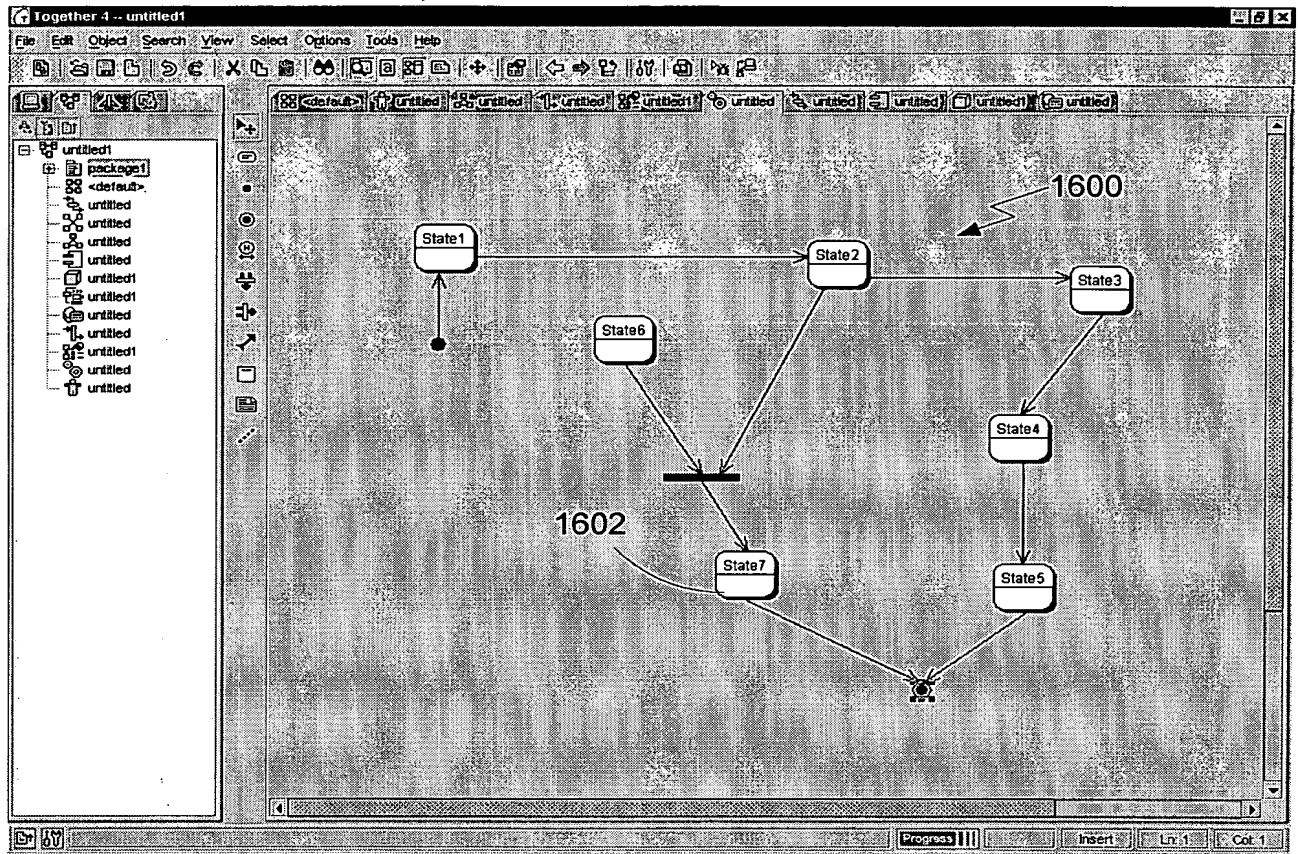 Together 4 -- untitled1
File Edit Object Search View Select Options Tools Help
<default> untitled untitled untitled untitled1 untitled untitled untitled untitled1 untitled
untitled1
package1
<default>
untitled
untitled
untitled
untitled
untitled1
untitled1
untitled
untitled
untitled1
untitled
untitled
1600
State1
State2
State3
State6
State4
1602
State7
State5
Progress Insert Ln: 1 Col: 1